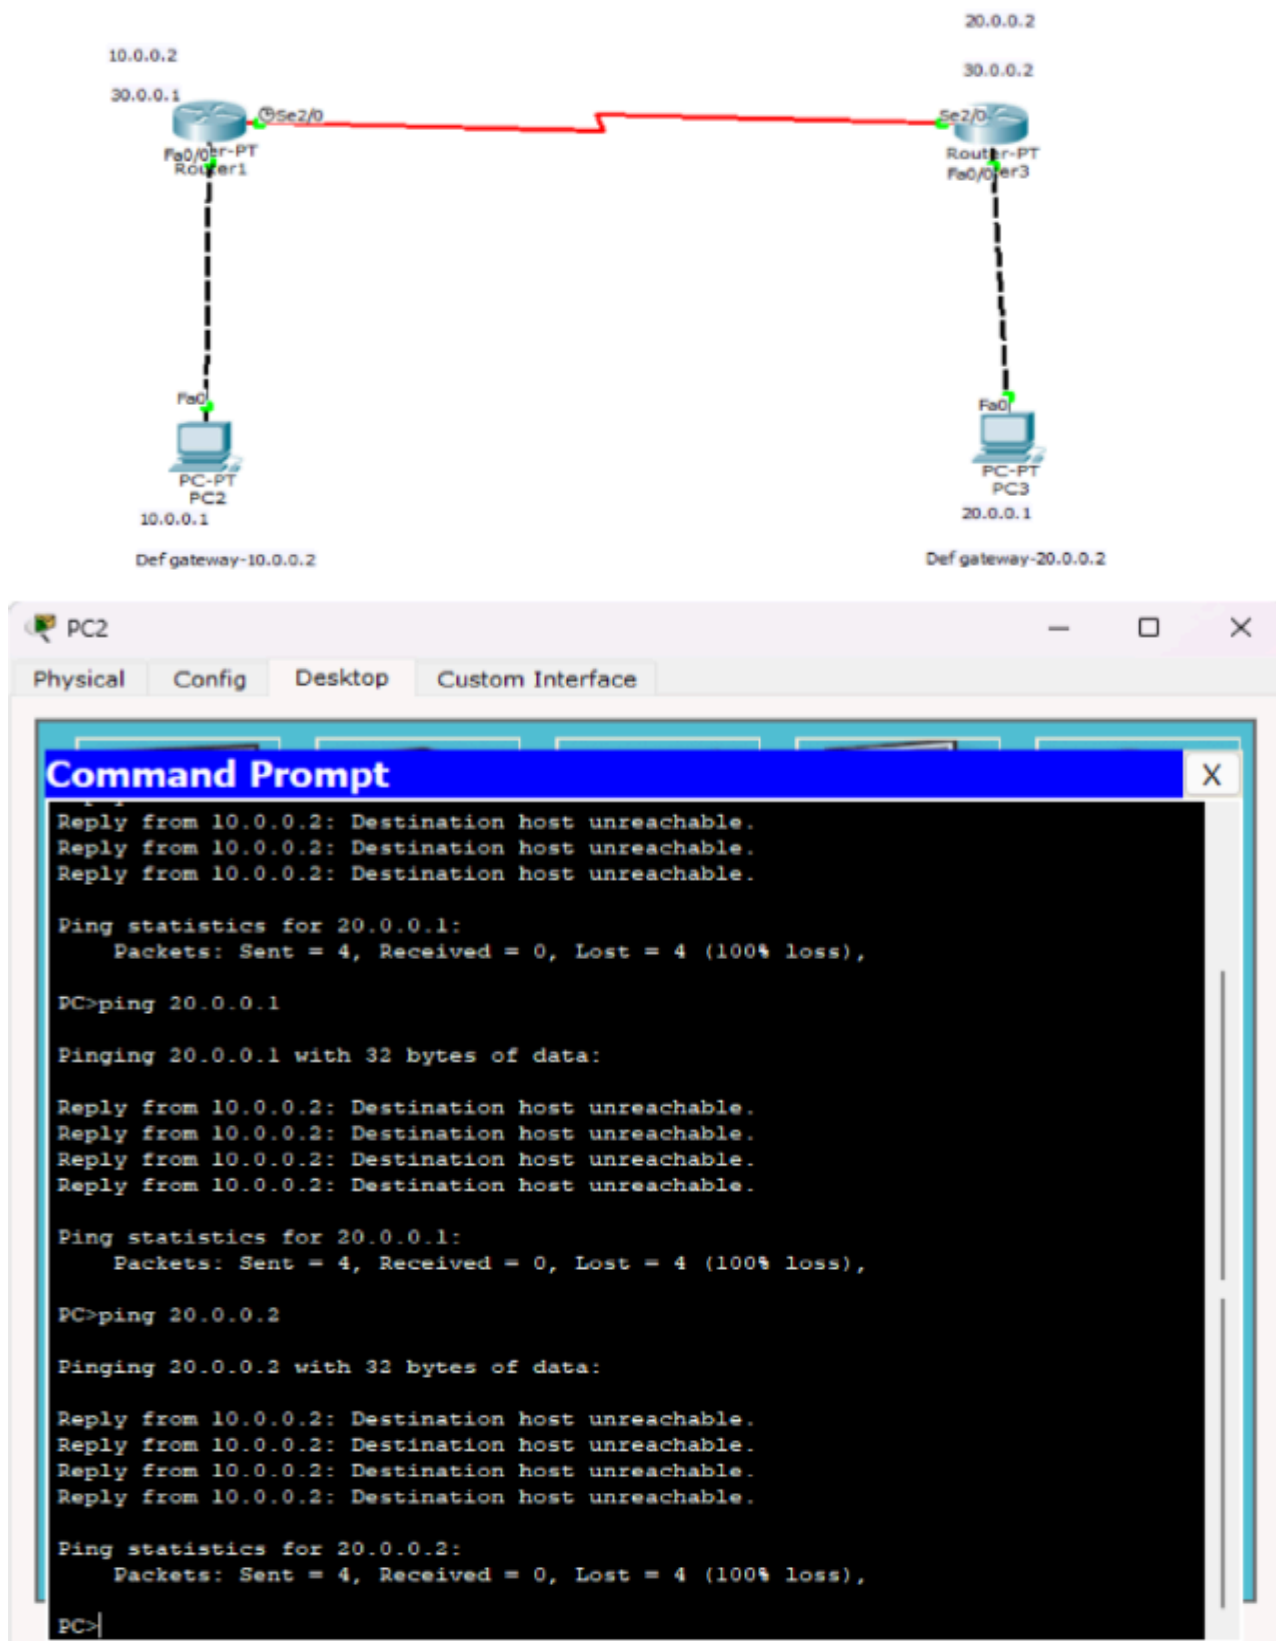 20.0.0.2
10.0.0.2
30.0.0.2
30.0.0.1
Se2/0
Se2/0
Fa0/0
er-PT
Router1
Router-PT
Fa0/0
er3
Fa0
Fa0
PC-PT
PC2
PC-PT
PC3
10.0.0.1
20.0.0.1
Def gateway-10.0.0.2
Def gateway-20.0.0.2
PC2
Physical Config Desktop Custom Interface
Command Prompt X
Reply from 10.0.0.2: Destination host unreachable.
Reply from 10.0.0.2: Destination host unreachable.
Reply from 10.0.0.2: Destination host unreachable.
Ping statistics for 20.0.0.1:
Packets: Sent = 4, Received = 0, Lost = 4 (100% loss),
PC>ping 20.0.0.1
Pinging 20.0.0.1 with 32 bytes of data:
Reply from 10.0.0.2: Destination host unreachable.
Reply from 10.0.0.2: Destination host unreachable.
Reply from 10.0.0.2: Destination host unreachable.
Reply from 10.0.0.2: Destination host unreachable.
Ping statistics for 20.0.0.1:
Packets: Sent = 4, Received = 0, Lost = 4 (100% loss),
PC>ping 20.0.0.2
Pinging 20.0.0.2 with 32 bytes of data:
Reply from 10.0.0.2: Destination host unreachable.
Reply from 10.0.0.2: Destination host unreachable.
Reply from 10.0.0.2: Destination host unreachable.
Reply from 10.0.0.2: Destination host unreachable.
Ping statistics for 20.0.0.2:
Packets: Sent = 4, Received = 0, Lost = 4 (100% loss),
PC>